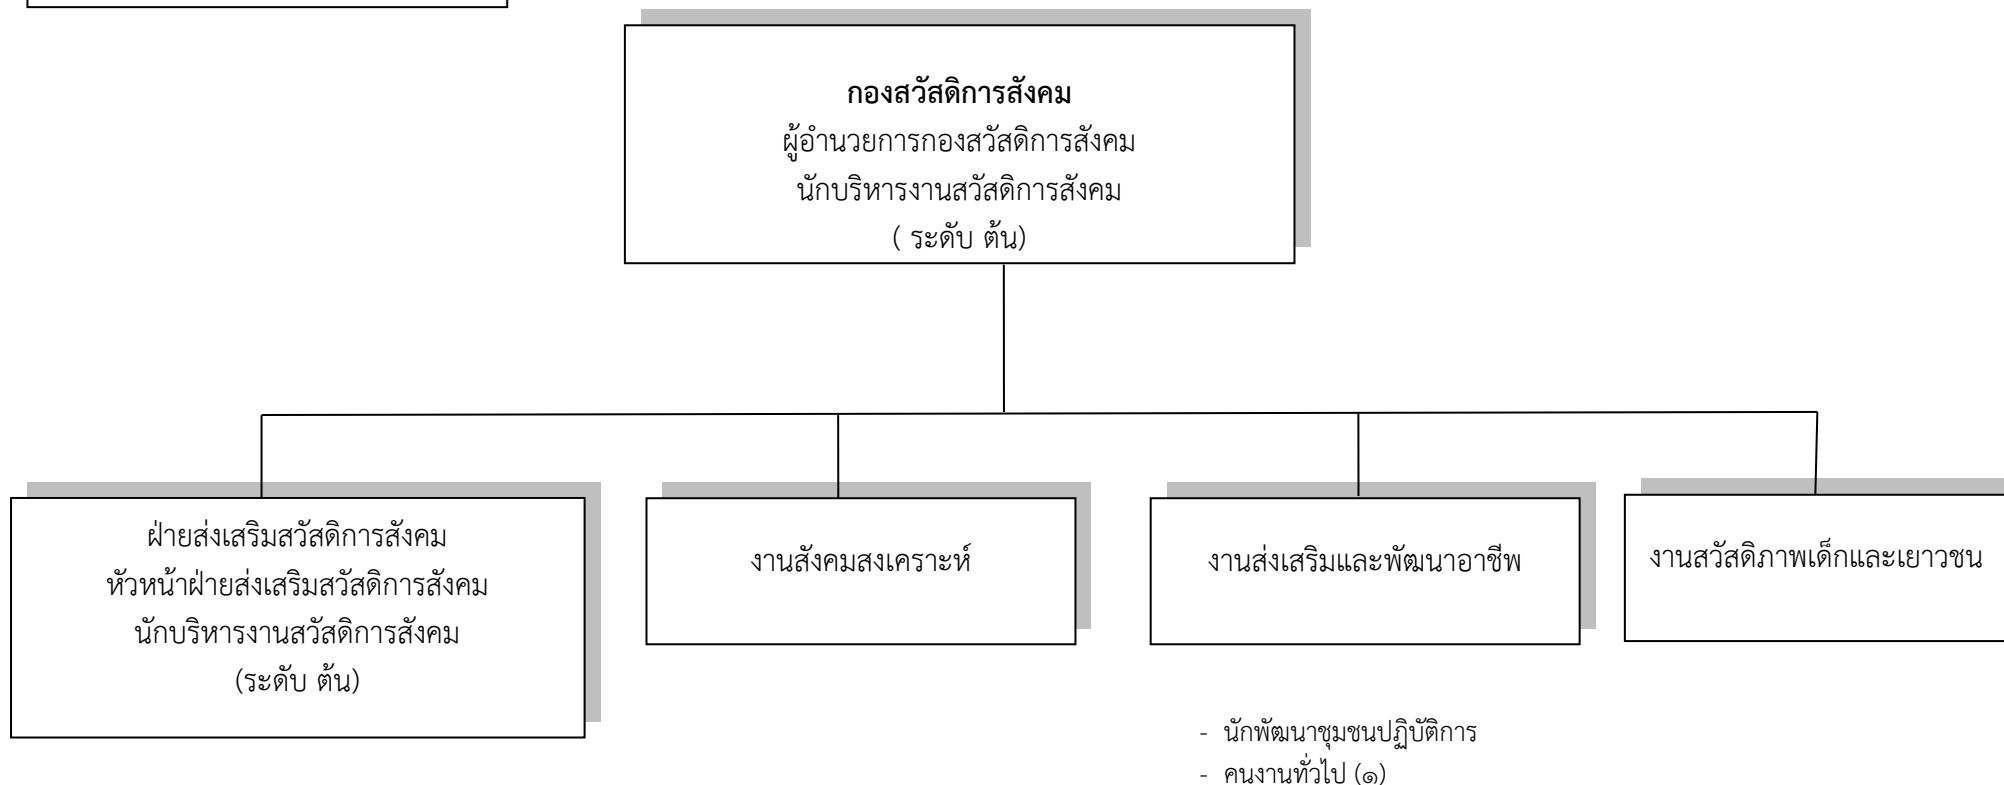 กองสวัสดิการสังคม
ผู้อำนวยการกองสวัสดิการสังคม
นักบริหารงานสวัสดิการสังคม
( ระดับ ต้น)
ฝ่ายส่งเสริมสวัสดิการสังคม
หัวหน้าฝ่ายส่งเสริมสวัสดิการสังคม
นักบริหารงานสวัสดิการสังคม
(ระดับ ต้น)
งานสังคมสงเคราะห์
งานส่งเสริมและพัฒนาอาชีพ
งานสวัสดิภาพเด็กและเยาวชน
- นักพัฒนาชุมชนปฏิบัติการ
- คนงานทั่วไป (๑)